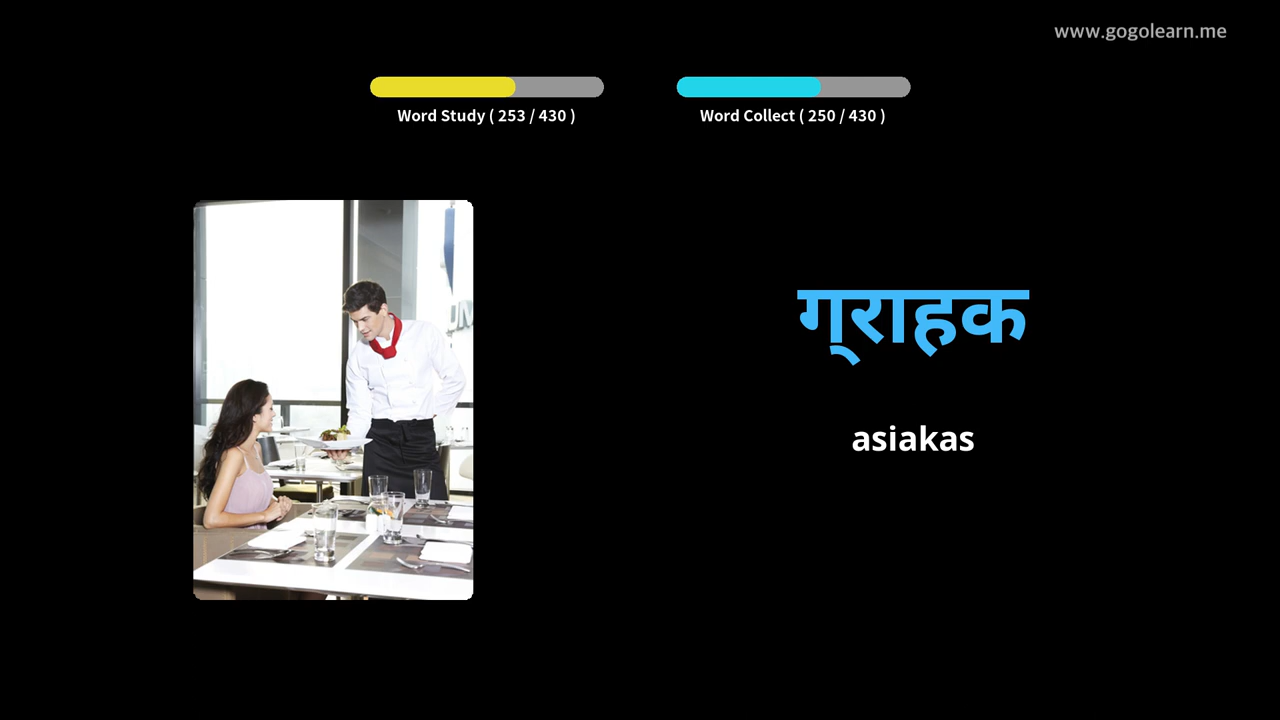 www.gogolearn.me
Word Study ( 253 / 430 )
Word Collect ( 250 / 430 )
ग्राहक
asiakas